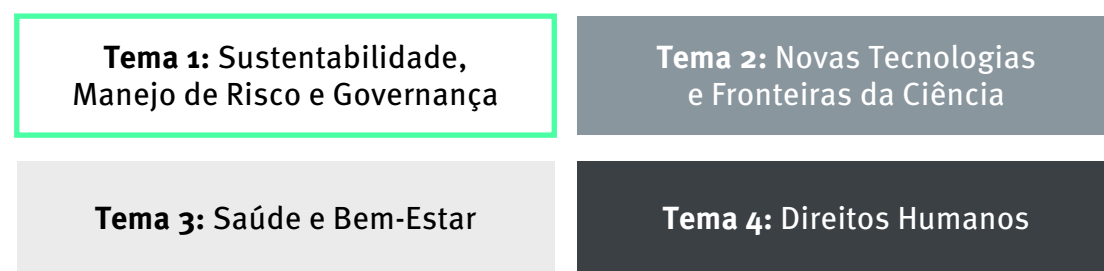 Tema 1: Sustentabilidade,
Manejo de Risco e Governança
Tema 2: Novas Tecnologias
e Fronteiras da Ciência
Tema 3: Saúde e Bem-Estar
Tema 4: Direitos Humanos